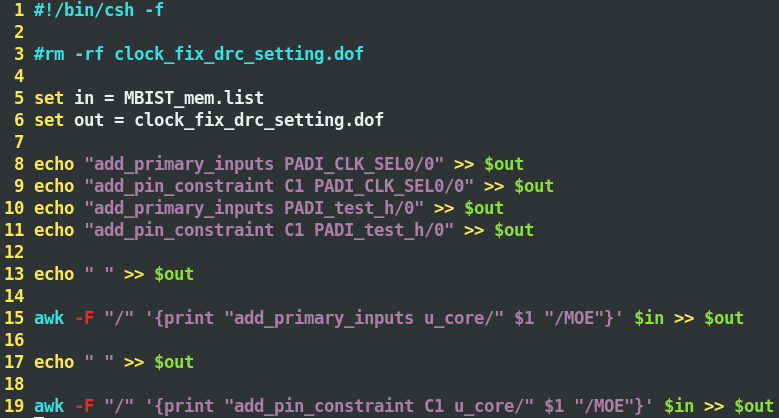 1 #!/bin/csh -f
2
3 #rm -rf clock_fix_drc_setting.dof
4
5 set in = MBIST_mem.list
6 set out = clock_fix_drc_setting.dof
7
8 echo "add_primary_inputs PADI_CLK_SEL0/0" >> $out
9 echo "add_pin_constraint C1 PADI_CLK_SEL0/0" >> $out
10 echo "add_primary_inputs PADI_test_h/0" >> $out
11 echo "add_pin_constraint C1 PADI_test_h/0" >> $out
12
13 echo " " >> $out
14
15 awk -F "/" '{print "add_primary_inputs u_core/" $1 "/MOE"}' $in >> $out
16
17 echo " " >> $out
18
19 awk -F "/" '{print "add_pin_constraint C1 u_core/" $1 "/MOE"}' $in >> $out